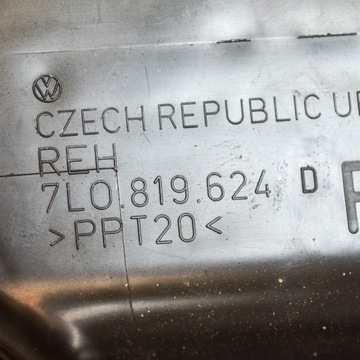 CZECH REPUBLIC
REH
7L0.819.624 D
>PPT20<